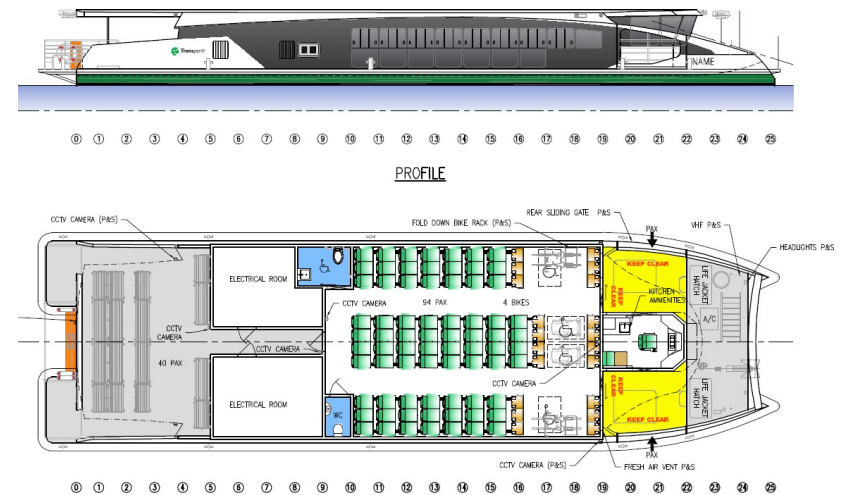 Transperth
NAME
0 1 2 3 4 5 6 7 8 9 10 11 12 13 14 15 16 17 18 19 20 21 22 23 24 25
PROFILE
CCTV CAMERA (P&S)
FOLD DOWN BIKE RACK (P&S)
REAR SLIDING GATE P&S
PAX
VHF P&S
HEADLIGHTS P&S
ELECTRICAL ROOM
KEEP CLEAR
KEEP
CLEAR
LIFE JACKET
HATCH
KITCHEN
AMMENITIES
CCTV CAMERA
94 PAX
4 BIKES
A/C
CCTV
CAMERA
CCTV CAMERA
40 PAX
CCTV CAMERA
ELECTRICAL ROOM
WC
KEEP
CLEAR
KEEP CLEAR
LIFE JACKET
HATCH
PAX
CCTV CAMERA (P&S)
FRESH AIR VENT P&S
0 1 2 3 4 5 6 7 8 9 10 11 12 13 14 15 16 17 18 19 20 21 22 23 24 25